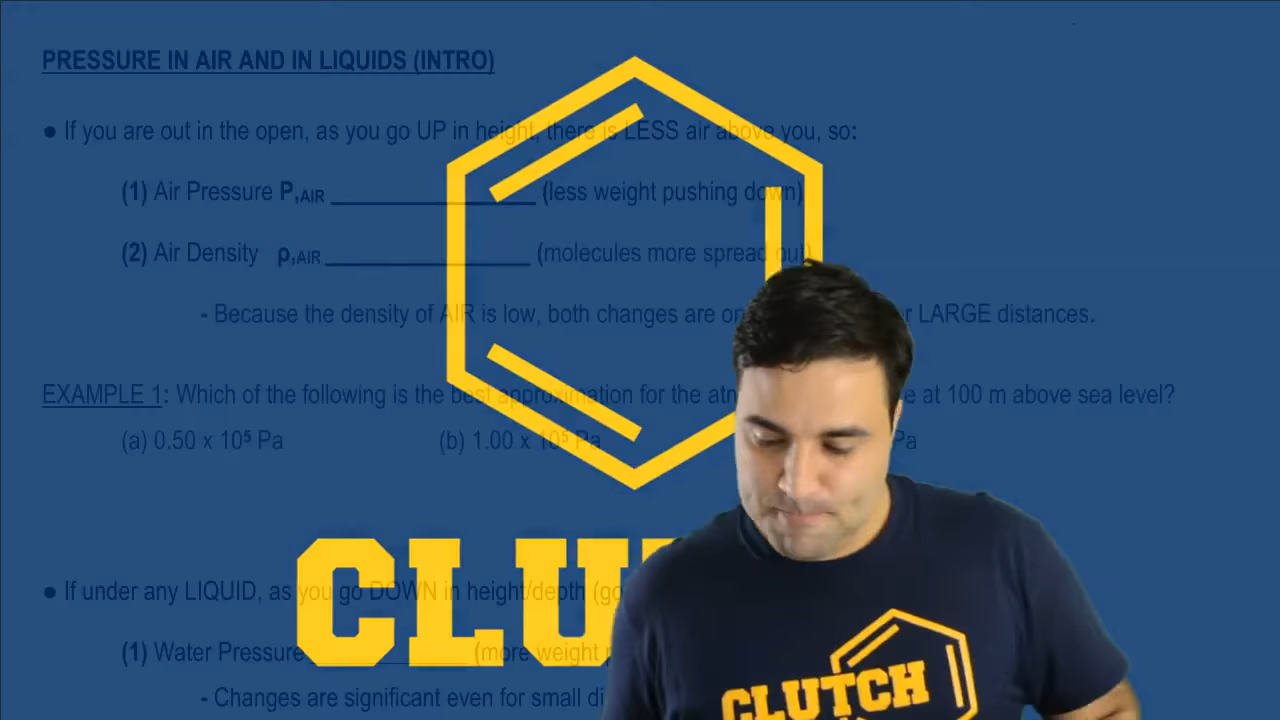 PRESSURE IN AIR AND IN LIQUIDS (INTRO)
● If you are out in the open, as you go UP in height, there is LESS air above you, so:
(1) Air Pressure P,AIR ________________ (less weight pushing down)
(2) Air Density ρ,AIR ________________ (molecules more spread out)
- Because the density of AIR is low, both changes are LARGE distances.
EXAMPLE 1: Which of the following is the best approximation for the at 100 m above sea level?
(a) 0.50 x 10⁵ Pa (b) 1.00 x 10⁵ Pa Pa
● If under any LIQUID, as you go DOWN in height/depth
(1) Water Pressure ________________ (more weight
- Changes are significant even for small
CLUTCH